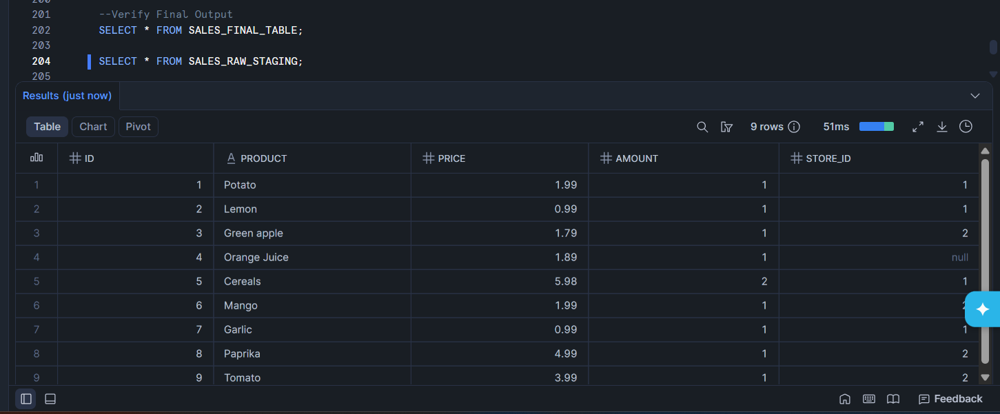 200
201 --Verify Final Output
202 SELECT * FROM SALES_FINAL_TABLE;
203
204 SELECT * FROM SALES_RAW_STAGING;
205
Results (just now)
Table Chart Pivot 9 rows 51ms
ID PRODUCT PRICE AMOUNT STORE_ID
1 1 Potato 1.99 1 1
2 2 Lemon 0.99 1 1
3 3 Green apple 1.79 1 2
4 4 Orange Juice 1.89 1 null
5 5 Cereals 5.98 2 1
6 6 Mango 1.99 1
7 7 Garlic 0.99 1 1
8 8 Paprika 4.99 1 2
9 9 Tomato 3.99 1 2
Feedback